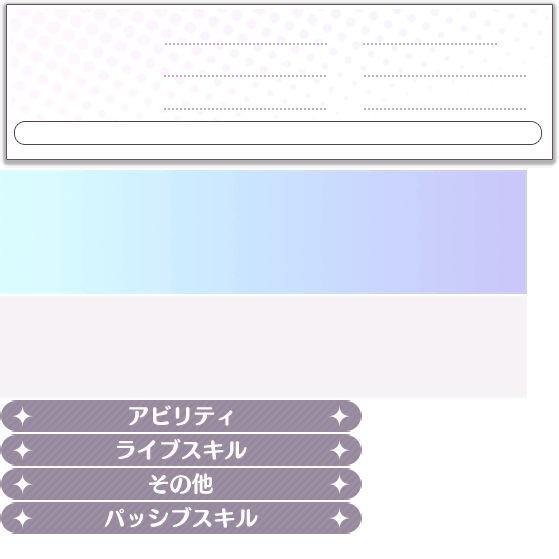 アビリティ
ライブスキル
その他
パッシブスキル